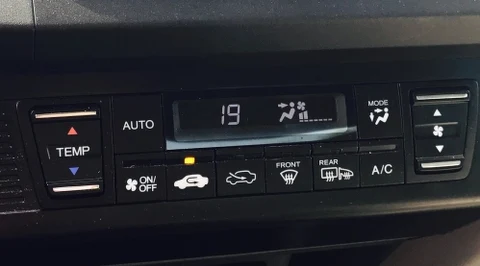 TEMP
AUTO
19
MODE
ON/
OFF
FRONT
REAR
A/C